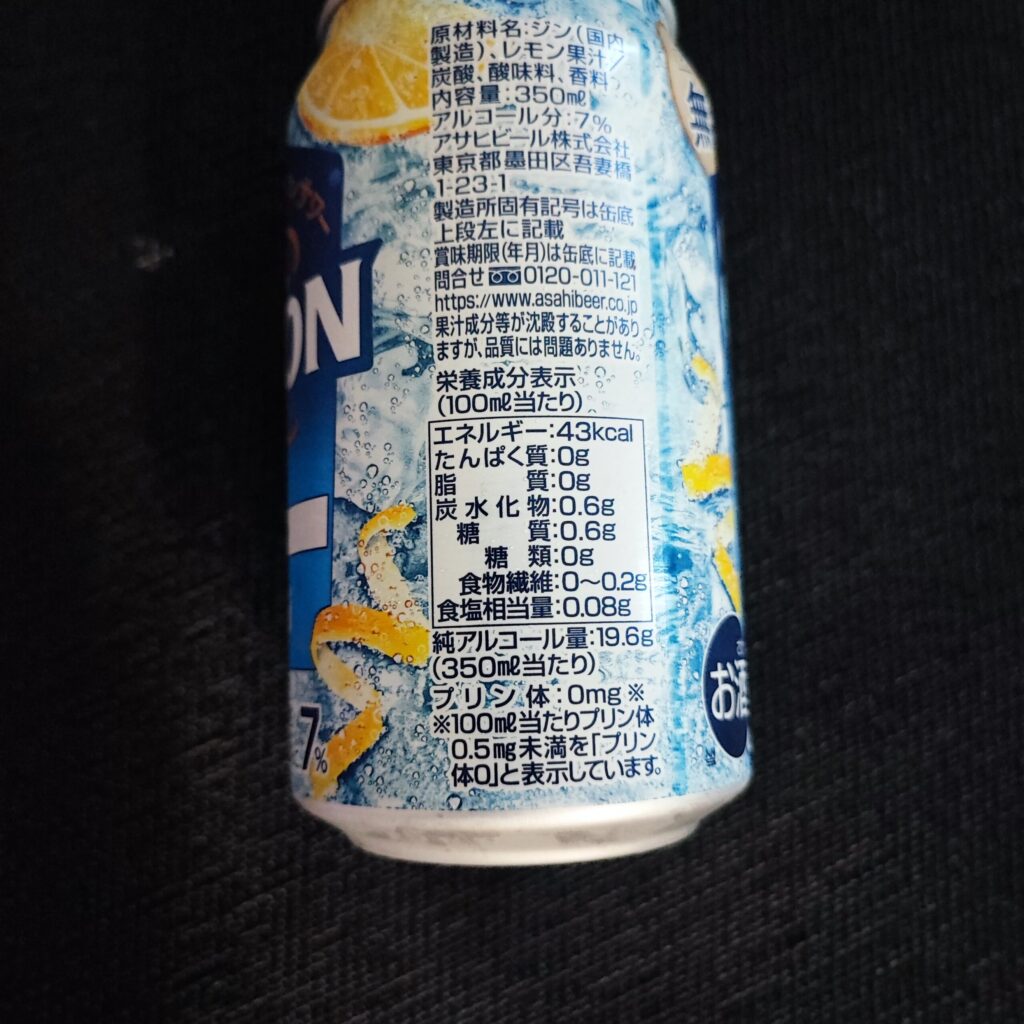 原材料名:ジン(国内
製造)、レモン果汁/
炭酸、酸味料、香料
内容量:350㎖
アルコール分:7%
アサヒビール株式会社
東京都墨田区吾妻橋
1-23-1
製造所固有記号は缶底
上段左に記載
賞味期限(年月)は缶底に記載
問合せ 0120-011-121
https://www.asahibeer.co.jp
果汁成分等が沈殿することがあり
ますが、品質には問題ありません。
栄養成分表示
(100㎖当たり)
エネルギー:43kcal
たんぱく質:0g
脂質:0g
炭水化物:0.6g
糖質:0.6g
糖類:0g
食物繊維:0～0.2g
食塩相当量:0.08g
純アルコール量:19.6g
(350㎖当たり)
プリン体:0mg※
※100㎖当たりプリン体
0.5㎎未満を「プリン
体0」と表示しています。
無
ON
7%
お酒